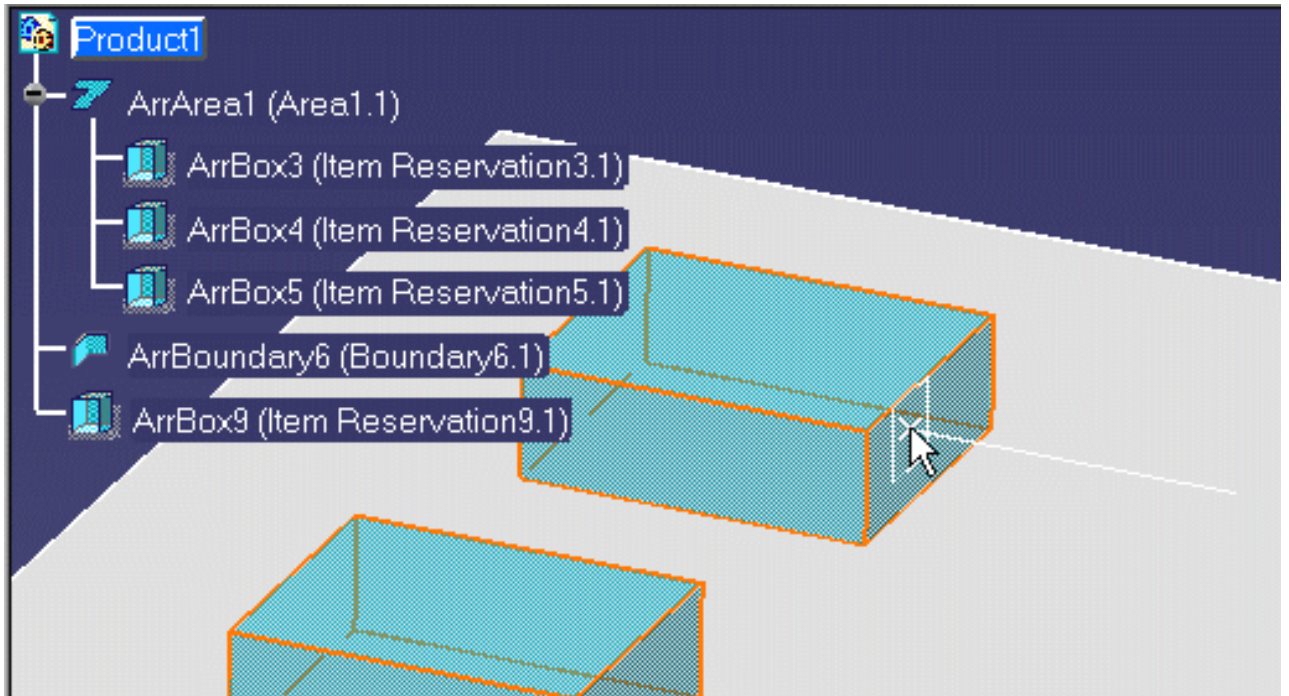 Product1
ArrArea1 (Area1.1)
ArrBox3 (Item Reservation3.1)
ArrBox4 (Item Reservation4.1)
ArrBox5 (Item Reservation5.1)
ArrBoundary6 (Boundary6.1)
ArrBox9 (Item Reservation9.1)